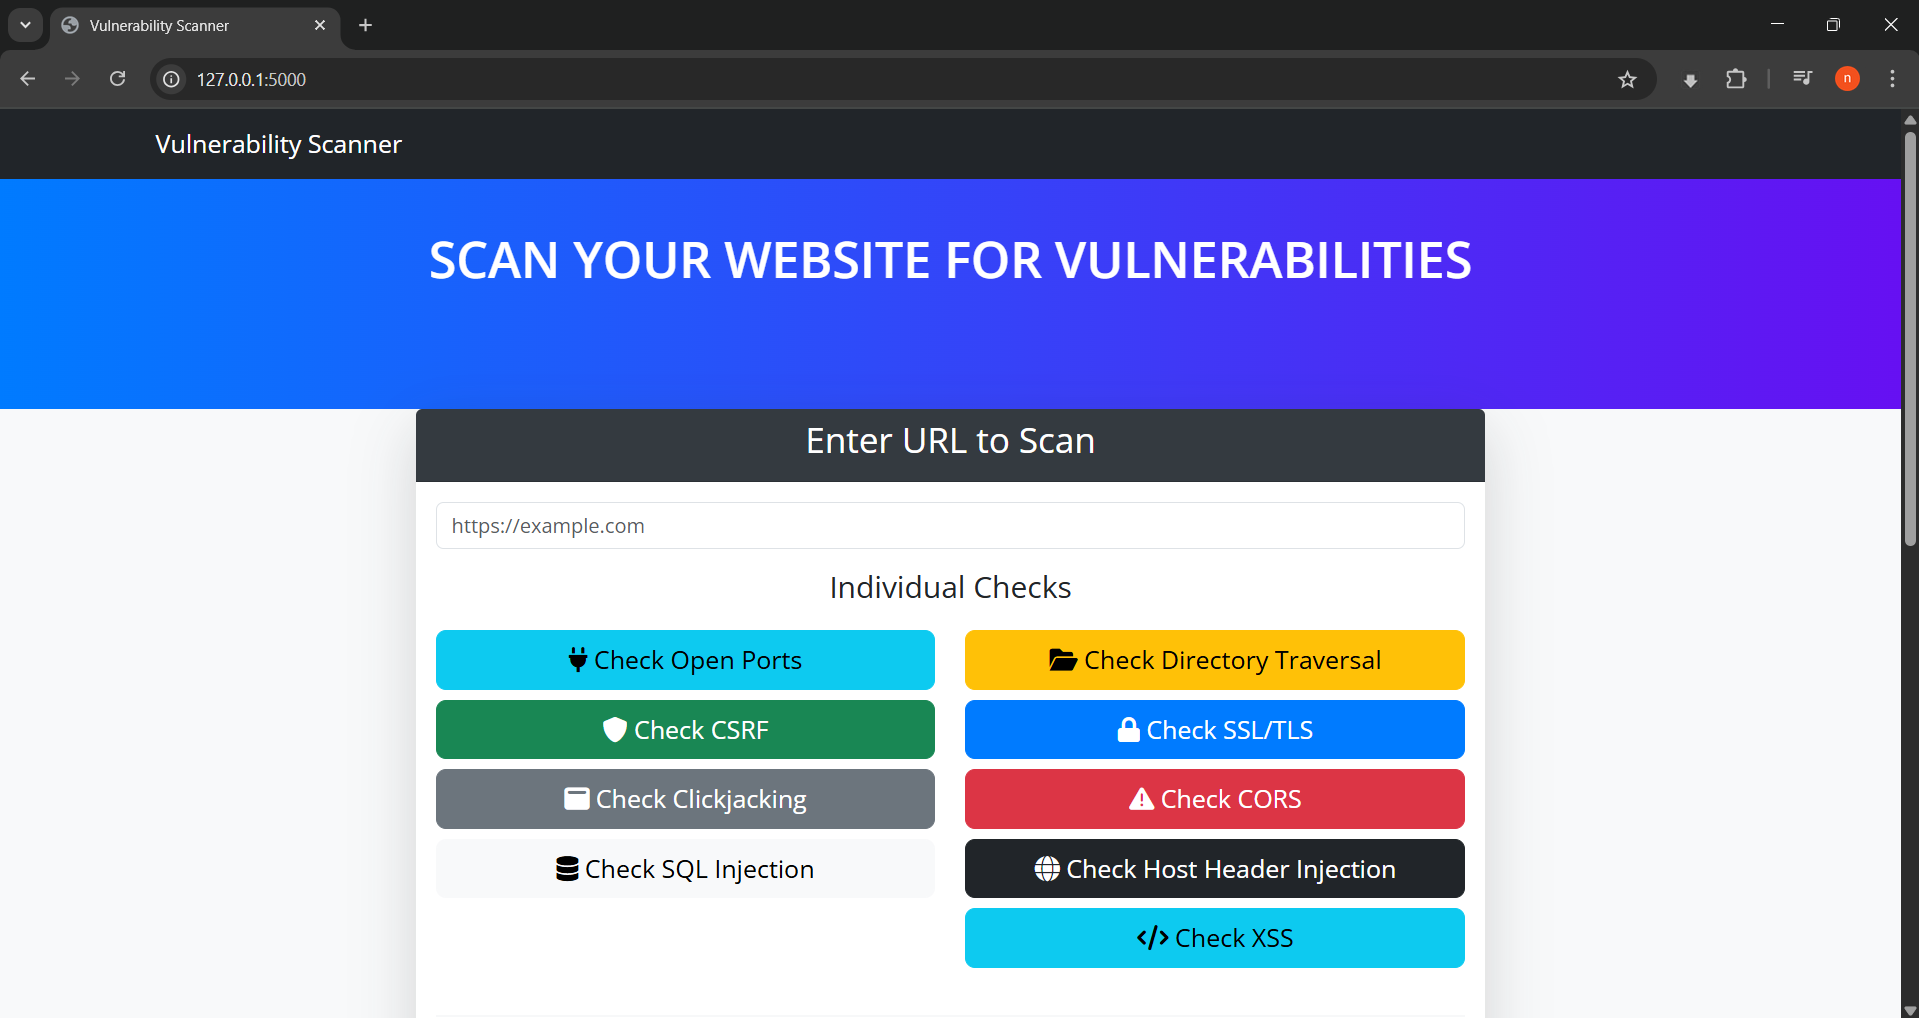 Vulnerability Scanner
127.0.0.1:5000
n
Vulnerability Scanner
SCAN YOUR WEBSITE FOR VULNERABILITIES
Enter URL to Scan
https://example.com
Individual Checks
Check Open Ports
Check Directory Traversal
Check CSRF
Check SSL/TLS
Check Clickjacking
Check CORS
Check SQL Injection
Check Host Header Injection
Check XSS